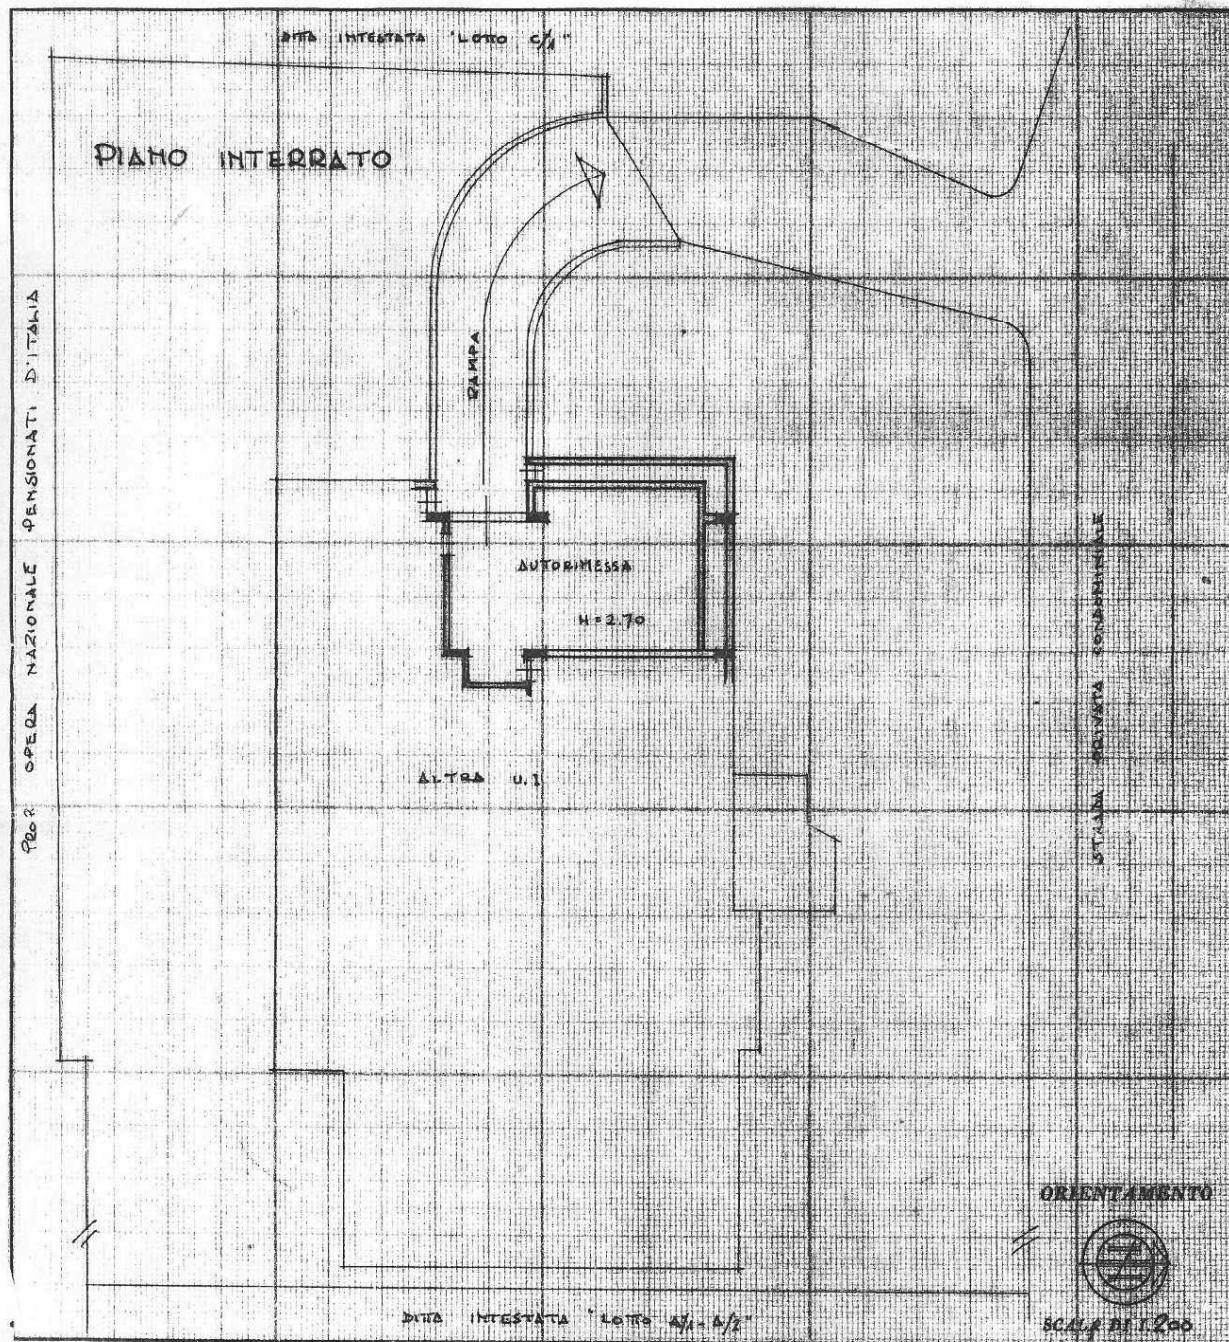 DITTA INTESTATA "LOTTO C/1"
PIANO INTERRATO
PROP. OPERA NAZIONALE PENSIONATI D'ITALIA
RAMPA
AUTORIMESSA
H=2.70
ALTRA U.I
STRADA PRIVATA CONDOMINIALE
ORIENTAMENTO
SCALA DI 1:200
DITTA INTESTATA "LOTTO A/1-A/2"